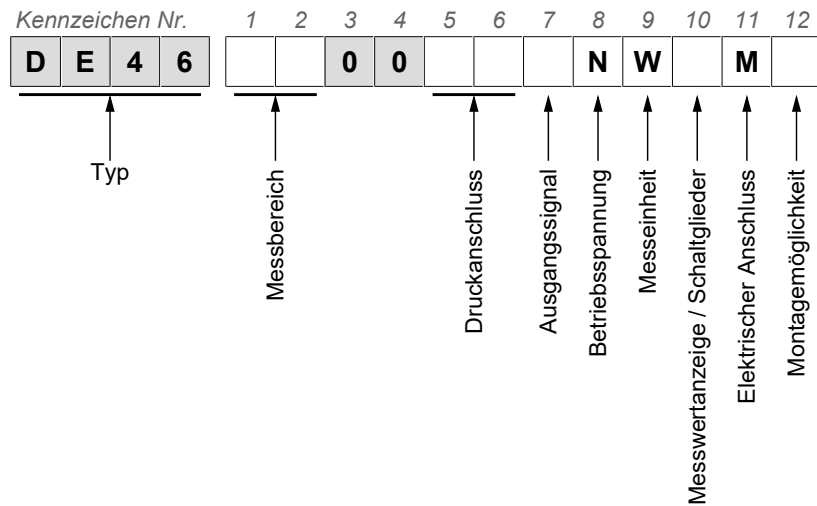 Kennzeichen Nr. 1 2 3 4 5 6 7 8 9 10 11 12
D E 4 6 0 0 N W M
Typ
Messbereich
Druckanschluss
Ausgangssignal
Betriebsspannung
Messeinheit
Messwertanzeige / Schaltglieder
Elektrischer Anschluss
Montagemöglichkeit